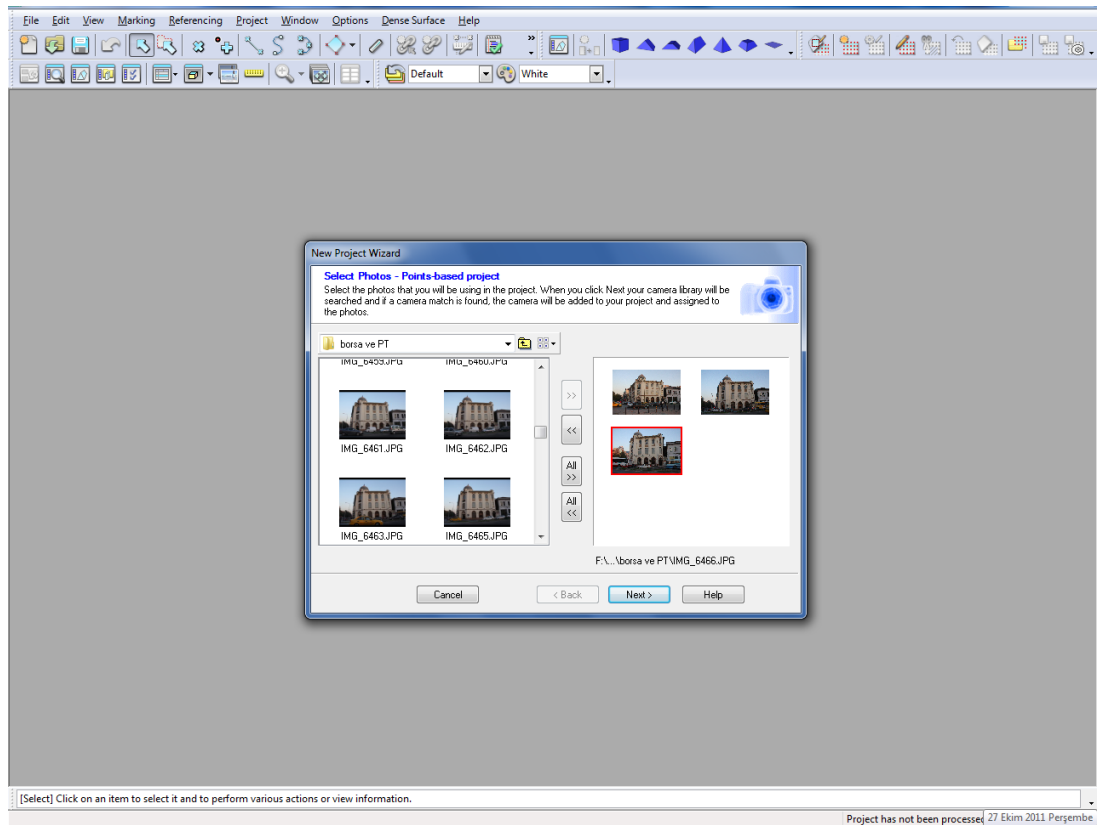 File Edit View Marking Referencing Project Window Options Dense Surface Help
Default White
New Project Wizard
Select Photos - Points-based project
Select the photos that you will be using in the project. When you click Next your camera library will be
searched and if a camera match is found, the camera will be added to your project and assigned to
the photos.
borsa ve PT
IMG_6459.JPG IMG_6460.JPG
>>
IMG_6461.JPG IMG_6462.JPG
<<
All
>>
All
<<
IMG_6463.JPG IMG_6465.JPG
F:\...\borsa ve PT\IMG_6466.JPG
Cancel < Back Next > Help
[Select] Click on an item to select it and to perform various actions or view information.
Project has not been processed 27 Ekim 2011 Perşembe